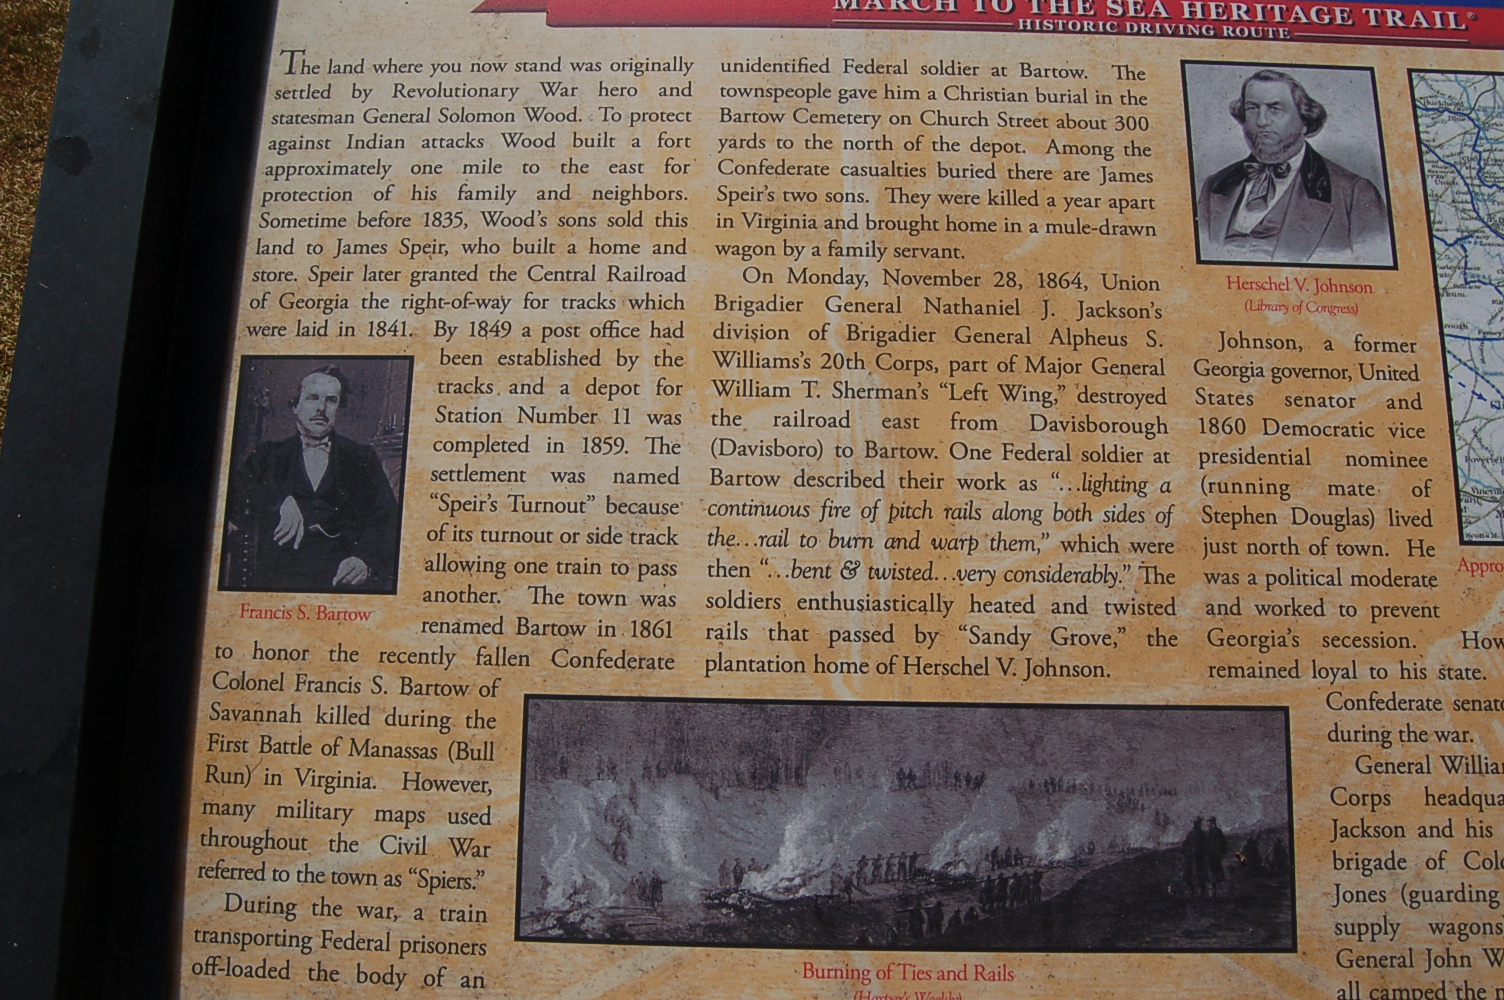 MARCH TO THE SEA HERITAGE TRAIL®
HISTORIC DRIVING ROUTE
The land where you now stand was originally
settled by Revolutionary War hero and
statesman General Solomon Wood. To protect
against Indian attacks Wood built a fort
approximately one mile to the east for
protection of his family and neighbors.
Sometime before 1835, Wood's sons sold this
land to James Speir, who built a home and
store. Speir later granted the Central Railroad
of Georgia the right-of-way for tracks which
were laid in 1841. By 1849 a post office had
been established by the
tracks and a depot for
Station Number 11 was
completed in 1859. The
settlement was named
"Speir's Turnout" because
of its turnout or side track
allowing one train to pass
another. The town was
renamed Bartow in 1861
to honor the recently fallen Confederate
Colonel Francis S. Bartow of
Savannah killed during the
First Battle of Manassas (Bull
Run) in Virginia. However,
many military maps used
throughout the Civil War
referred to the town as "Spiers."
During the war, a train
transporting Federal prisoners
off-loaded the body of an
Francis S. Bartow
unidentified Federal soldier at Bartow. The
townspeople gave him a Christian burial in the
Bartow Cemetery on Church Street about 300
yards to the north of the depot. Among the
Confederate casualties buried there are James
Speir's two sons. They were killed a year apart
in Virginia and brought home in a mule-drawn
wagon by a family servant.
On Monday, November 28, 1864, Union
Brigadier General Nathaniel J. Jackson's
division of Brigadier General Alpheus S.
Williams's 20th Corps, part of Major General
William T. Sherman's "Left Wing," destroyed
the railroad east from Davisborough
(Davisboro) to Bartow. One Federal soldier at
Bartow described their work as "...lighting a
continuous fire of pitch rails along both sides of
the...rail to burn and warp them," which were
then "...bent & twisted...very considerably." The
soldiers enthusiastically heated and twisted
rails that passed by "Sandy Grove," the
plantation home of Herschel V. Johnson.
Burning of Ties and Rails
(Harper's Weekly)
Herschel V. Johnson
(Library of Congress)
Johnson, a former
Georgia governor, United
States senator and
1860 Democratic vice
presidential nominee
(running mate of
Stephen Douglas) lived
just north of town. He
was a political moderate
and worked to prevent
Georgia's secession. How
remained loyal to his state.
Confederate senato
during the war.
General William
Corps headqua
Jackson and his
brigade of Colo
Jones (guarding
supply wagons
General John W
all camped the n
Appro